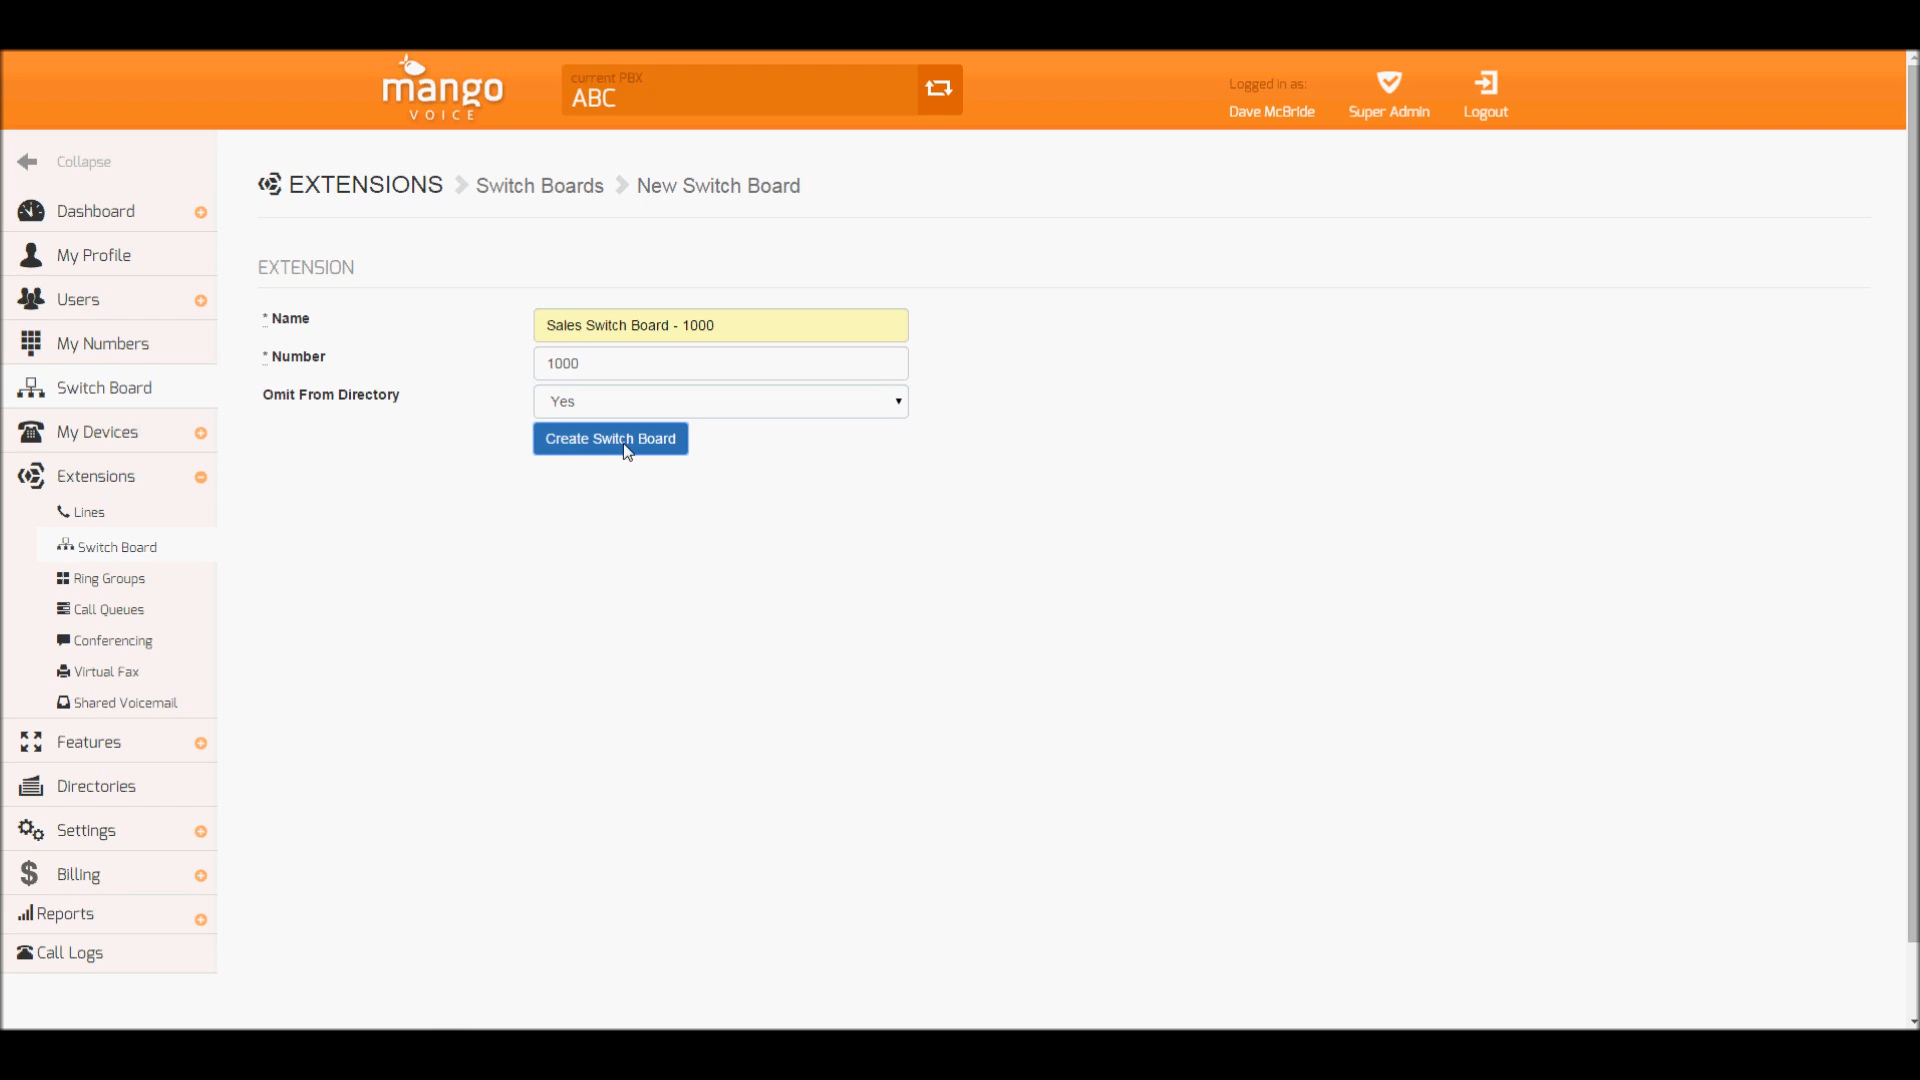 mango
VOICE
current PBX
ABC
Logged in as:
Dave McBride
Super Admin
Logout
Collapse
Dashboard
My Profile
Users
My Numbers
Switch Board
My Devices
Extensions
Lines
Switch Board
Ring Groups
Call Queues
Conferencing
Virtual Fax
Shared Voicemail
Features
Directories
Settings
Billing
Reports
Call Logs
EXTENSIONS Switch Boards New Switch Board
EXTENSION
* Name Sales Switch Board - 1000
* Number 1000
Omit From Directory Yes
Create Switch Board